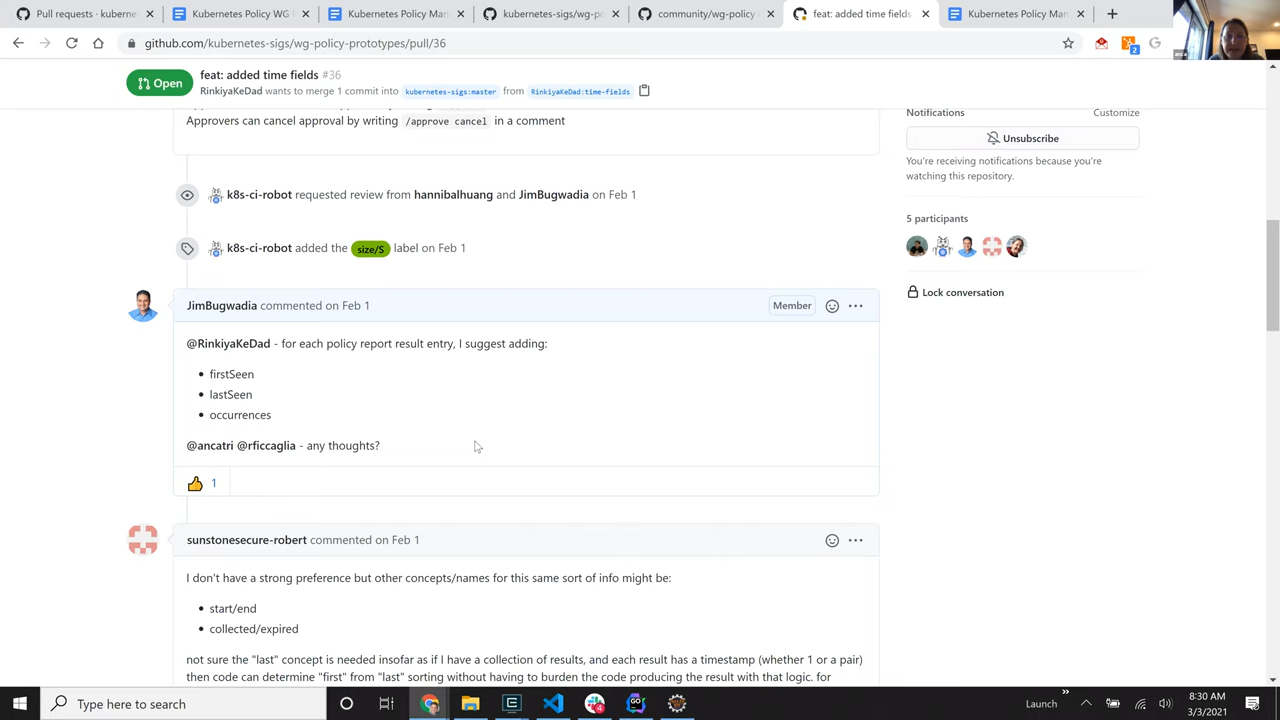 Pull requests · kubernet
Kubernetes Policy WG
Kubernetes Policy Man
kubernetes-sigs/wg-p
community/wg-policy
feat: added time fields
Kubernetes Policy Man
github.com/kubernetes-sigs/wg-policy-prototypes/pull/36
2
Open
feat: added time fields #36
RinkiyaKeDad wants to merge 1 commit into kubernetes-sigs:master from RinkiyaKeDad:time-fields
Approvers can cancel approval by writing /approve cancel in a comment
k8s-ci-robot requested review from hannibalhuang and JimBugwadia on Feb 1
k8s-ci-robot added the size/S label on Feb 1
JimBugwadia commented on Feb 1
Member
@RinkiyaKeDad - for each policy report result entry, I suggest adding:
• firstSeen
• lastSeen
• occurrences
@ancatri @rficcaglia - any thoughts?
👍 1
sunstonesecure-robert commented on Feb 1
I don't have a strong preference but other concepts/names for this same sort of info might be:
• start/end
• collected/expired
not sure the "last" concept is needed insofar as if I have a collection of results, and each result has a timestamp (whether 1 or a pair)
then code can determine "first" from "last" sorting without having to burden the code producing the result with that logic. for
Notifications
Customize
Unsubscribe
You're receiving notifications because you're
watching this repository.
5 participants
Lock conversation
Type here to search
Launch
8:30 AM
3/3/2021